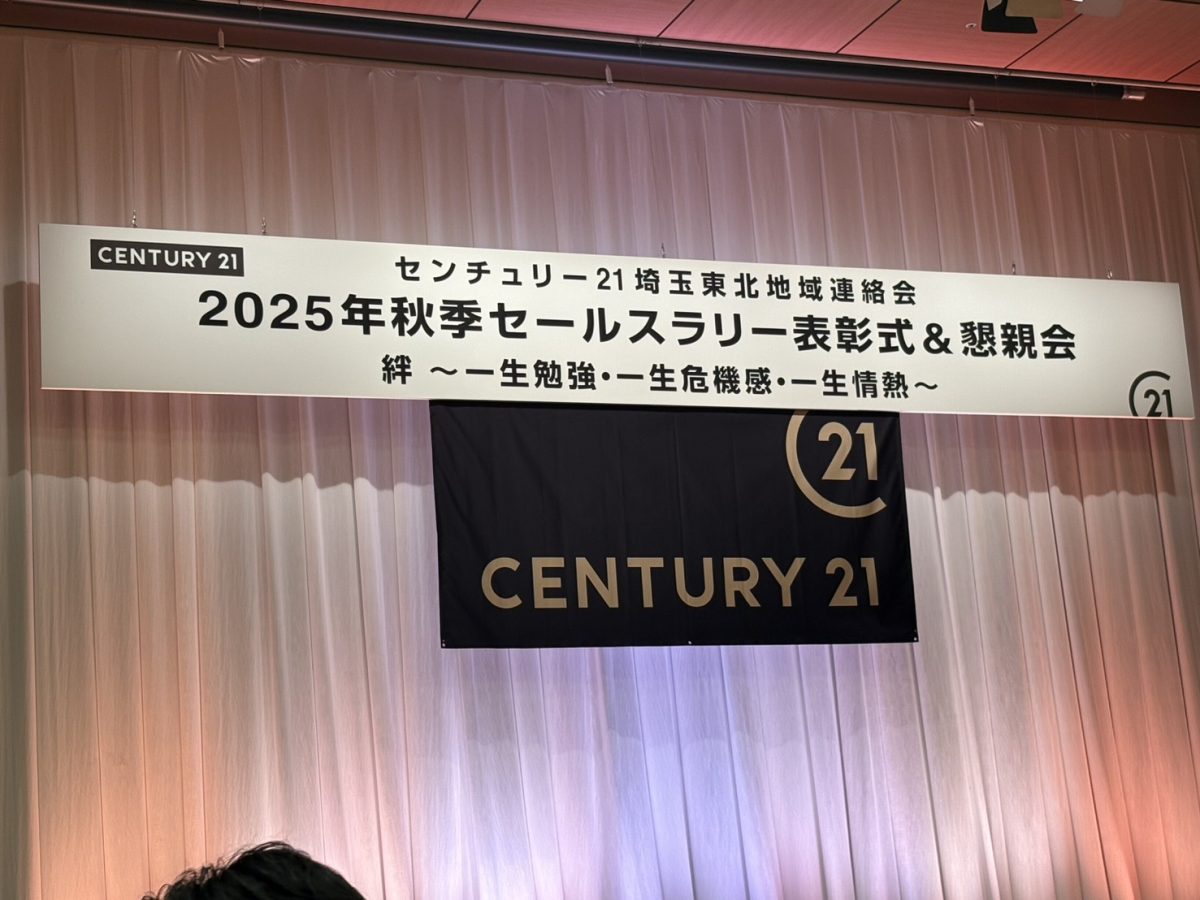 CENTURY 21
センチュリー21埼玉東北地域連絡会
2025年秋季セールスラリー表彰式&懇親会
絆 ～一生勉強・一生危機感・一生情熱～
21
21
CENTURY 21